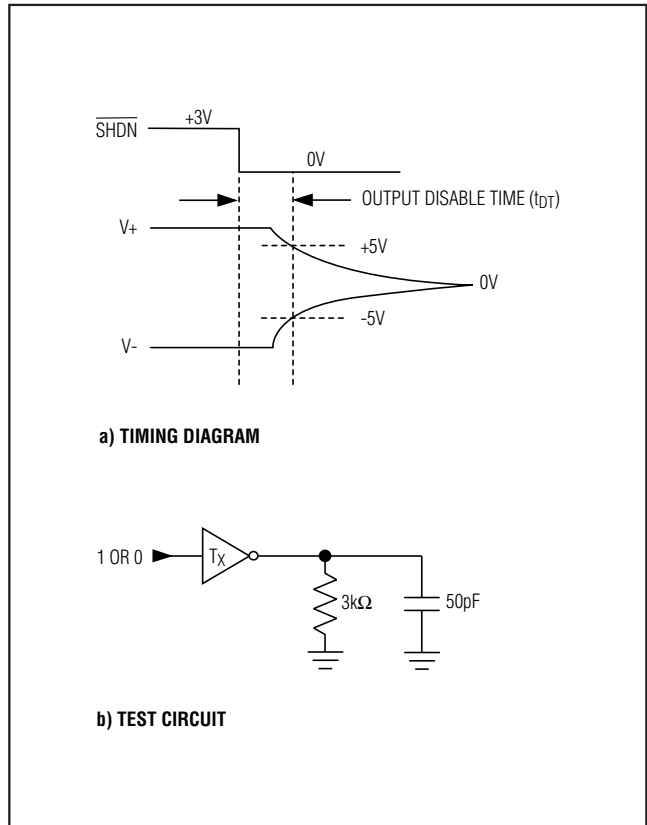 +3V
SHDN
0V
OUTPUT DISABLE TIME (tDT)
V+
+5V
0V
-5V
V-
a) TIMING DIAGRAM
1 OR 0
TX
3kΩ
50pF
b) TEST CIRCUIT